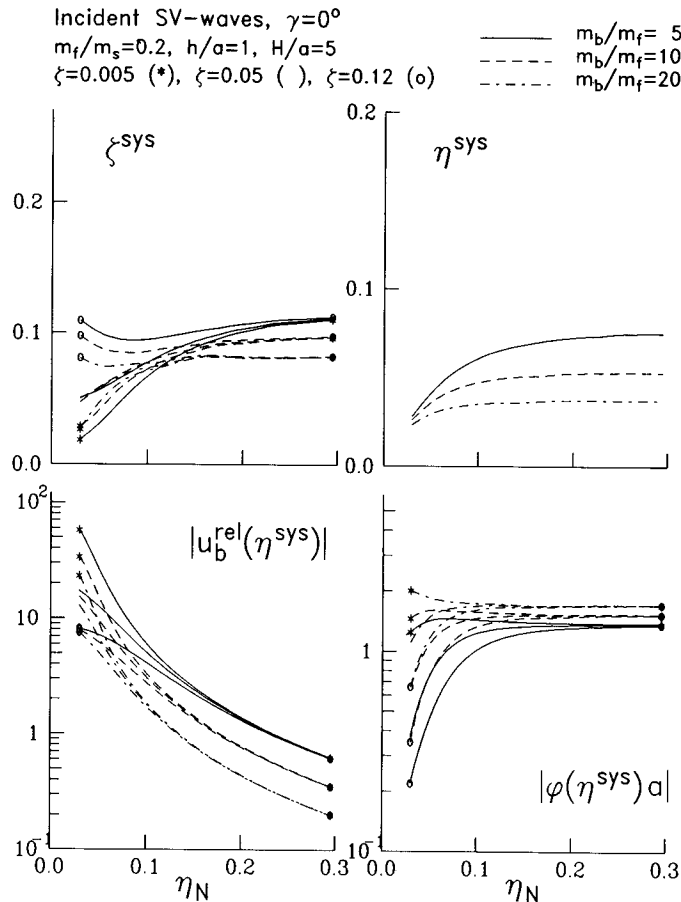 Incident SV-waves, γ=0°
m_f/m_s=0.2, h/a=1, H/a=5
ζ=0.005 (*), ζ=0.05 ( ), ζ=0.12 (o)
m_b/m_f= 5
m_b/m_f=10
m_b/m_f=20
ζ^sys
0.2
0.1
0.0
η^sys
0.2
0.1
0.0
|u_b^rel(η^sys)|
10^2
10
1
10^-1
0.0 0.1 0.2 0.3
η_N
|φ(η^sys)a|
1
10^-1
0.0 0.1 0.2 0.3
η_N